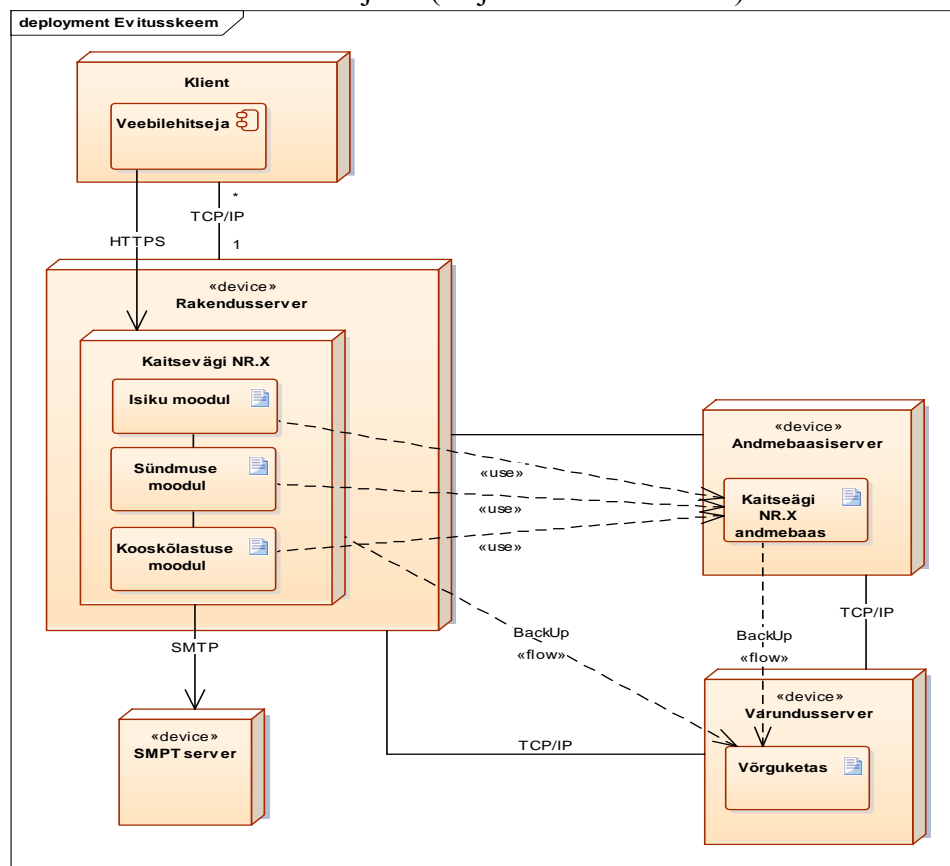 deployment Evitusskeem
Klient
Veebilehitseja
*
TCP/IP
HTTPS
1
«device»
Rakendusserver
Kaitsevägi NR.X
Isiku moodul
Sündmuse
moodul
Kooskõlastuse
moodul
«use»
«use»
«use»
«device»
Andmebaasiserver
Kaitseägi
NR.X
andmebaas
TCP/IP
SMTP
BackUp
«flow»
BackUp
«flow»
«device»
SMPT server
TCP/IP
«device»
Varundusserver
Võrguketas